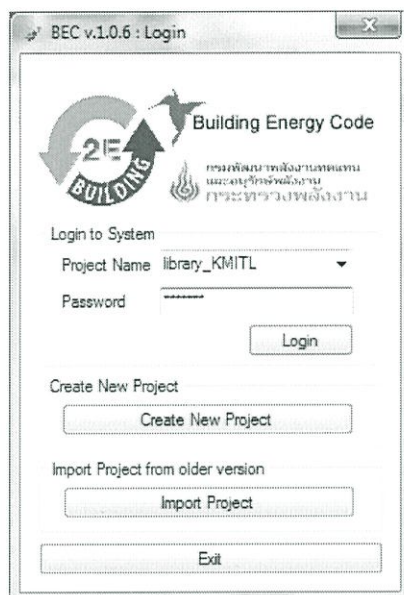 BEC v.1.0.6 : Login
2E
BUILDING
Building Energy Code
กรมพัฒนาพลังงานทดแทน
และอนุรักษ์พลังงาน
กระทรวงพลังงาน
Login to System
Project Name library_KMITL
Password *******
Login
Create New Project
Create New Project
Import Project from older version
Import Project
Exit